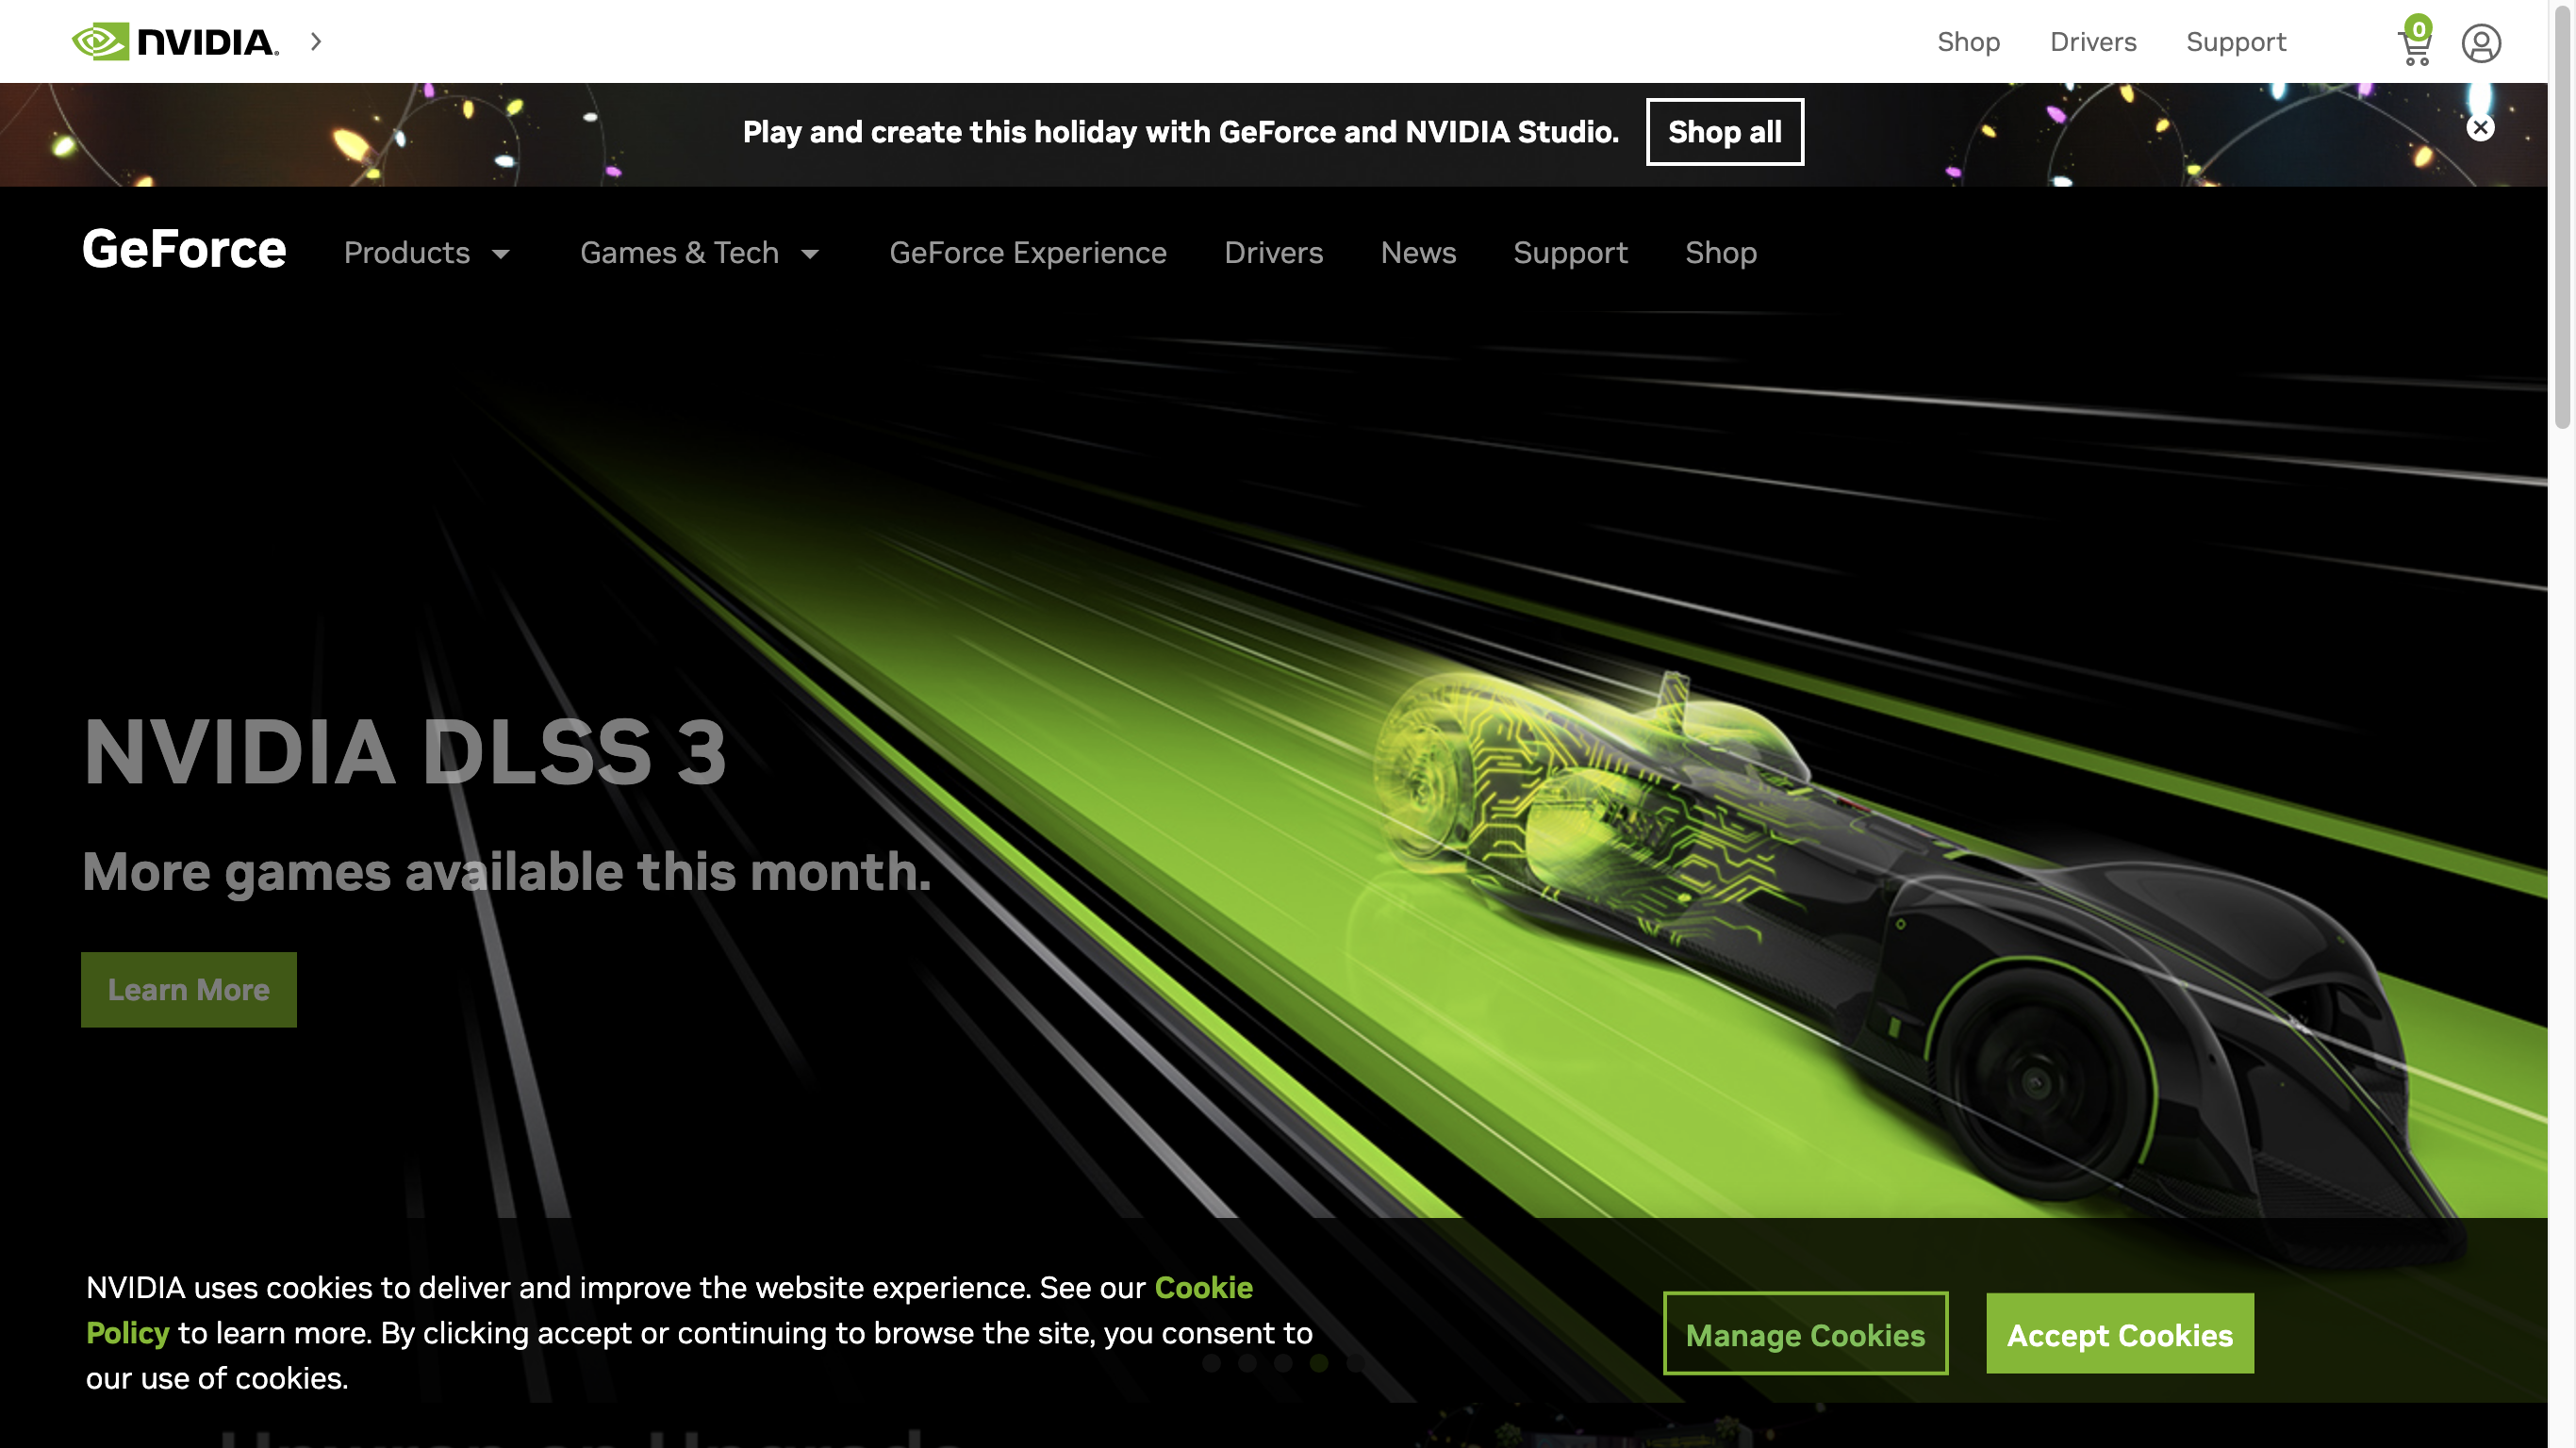 NVIDIA.
Shop Drivers Support 0
Play and create this holiday with GeForce and NVIDIA Studio. Shop all
GeForce Products Games & Tech GeForce Experience Drivers News Support Shop
NVIDIA DLSS 3
More games available this month.
Learn More
NVIDIA uses cookies to deliver and improve the website experience. See our Cookie
Policy to learn more. By clicking accept or continuing to browse the site, you consent to
our use of cookies.
Manage Cookies Accept Cookies